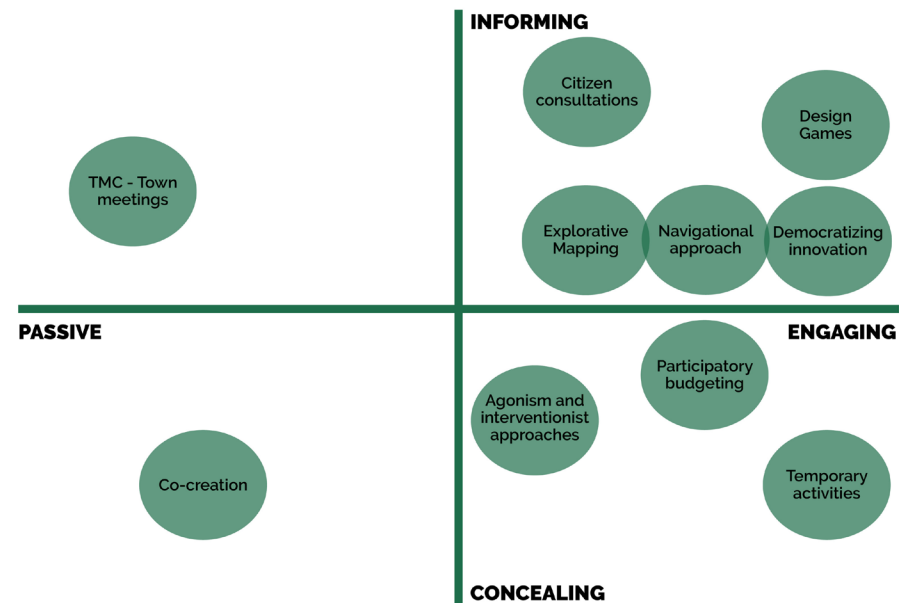 INFORMING
Citizen
consultations
Design
Games
TMC - Town
meetings
Explorative
Mapping
Navigational
approach
Democratizing
innovation
PASSIVE
ENGAGING
Participatory
budgeting
Agonism and
interventionist
approaches
Co-creation
Temporary
activities
CONCEALING